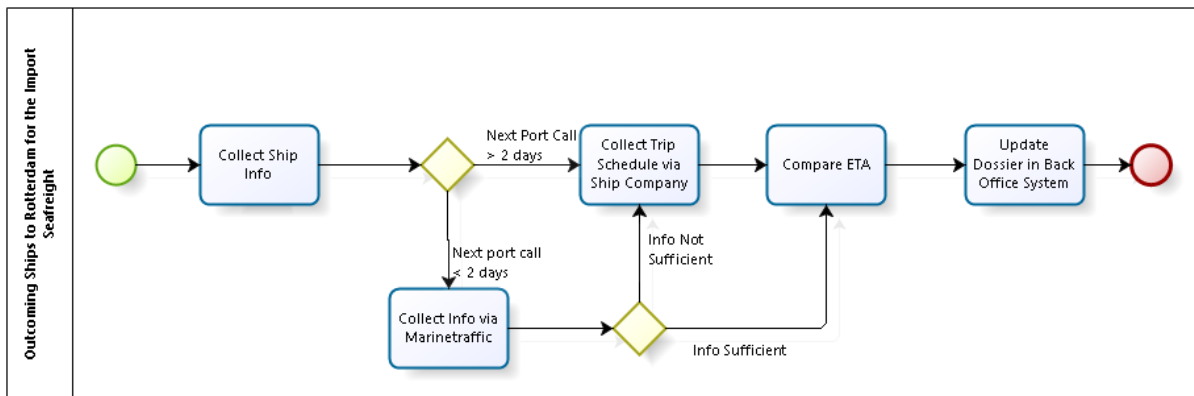 Outcoming Ships to Rotterdam for the Import
Seafreight
Collect Ship
Info
Next Port Call
> 2 days
Collect Trip
Schedule via
Ship Company
Compare ETA
Update
Dossier in Back
Office System
Next port call
< 2 days
Info Not
Sufficient
Collect Info via
Marinetraffic
Info Sufficient